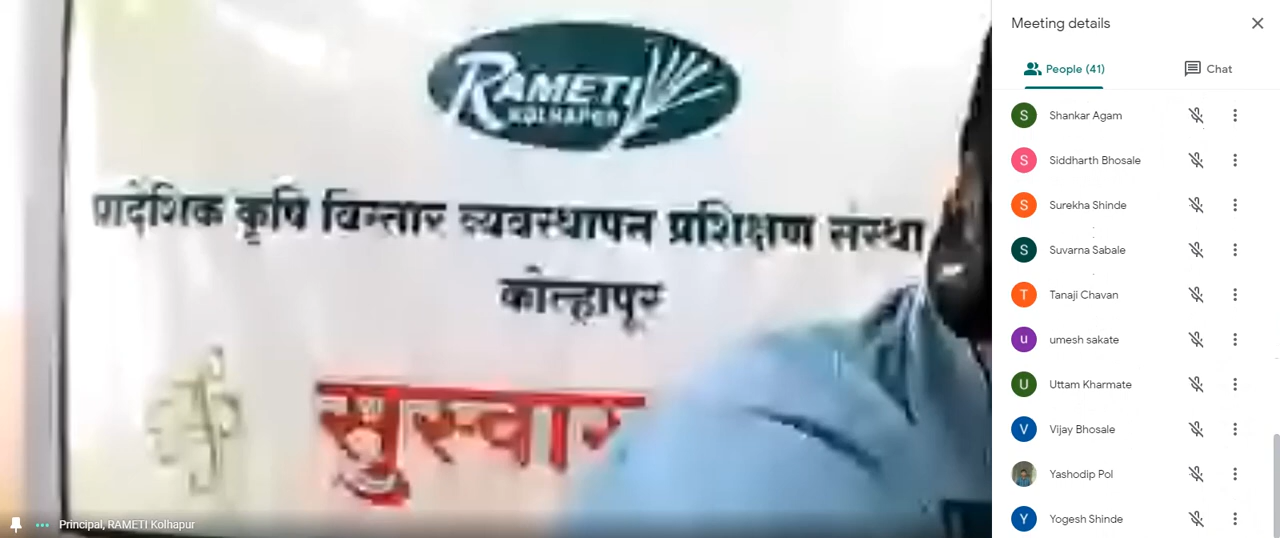 RAMETI
KOLHAPUR
प्रादेशिक कृषि विस्तार व्यवस्थापन प्रशिक्षण संस्था
कोल्हापूर
Principal, RAMETI Kolhapur
Meeting details
People (41)
Chat
S
Shankar Agam
S
Siddharth Bhosale
S
Surekha Shinde
S
Suvarna Sabale
T
Tanaji Chavan
u
umesh sakate
U
Uttam Kharmate
V
Vijay Bhosale
Yashodip Pol
Y
Yogesh Shinde